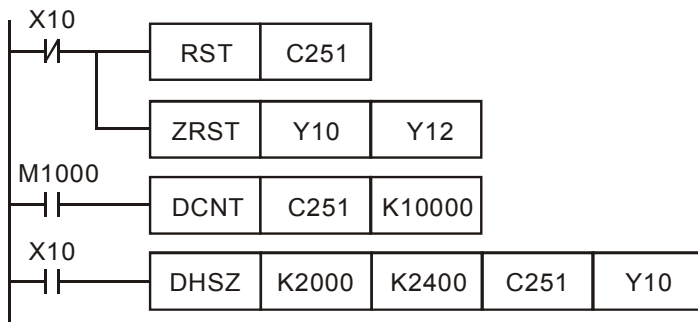 X10
RST C251
ZRST Y10 Y12
M1000
DCNT C251 K10000
X10
DHSZ K2000 K2400 C251 Y10